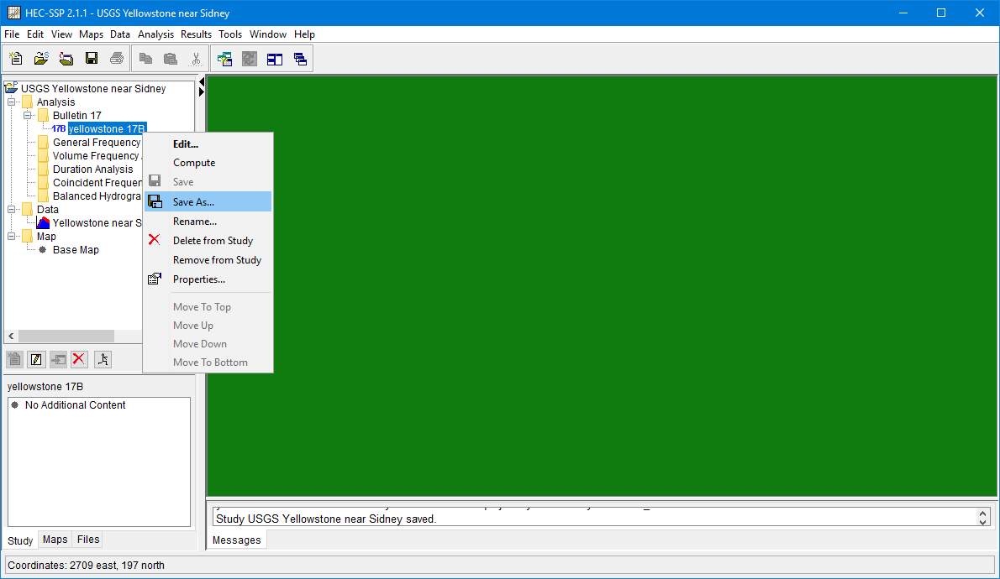 HEC-SSP 2.1.1 - USGS Yellowstone near Sidney
File Edit View Maps Data Analysis Results Tools Window Help
USGS Yellowstone near Sidney
Analysis
Bulletin 17
17B yellowstone 17B
General Frequency
Volume Frequency
Duration Analysis
Coincident Frequen
Balanced Hydrogra
Data
Yellowstone near S
Map
Base Map
Edit...
Compute
Save
Save As...
Rename...
Delete from Study
Remove from Study
Properties...
Move To Top
Move Up
Move Down
Move To Bottom
yellowstone 17B
No Additional Content
Study Maps Files
Study USGS Yellowstone near Sidney saved.
Messages
Coordinates: 2709 east, 197 north